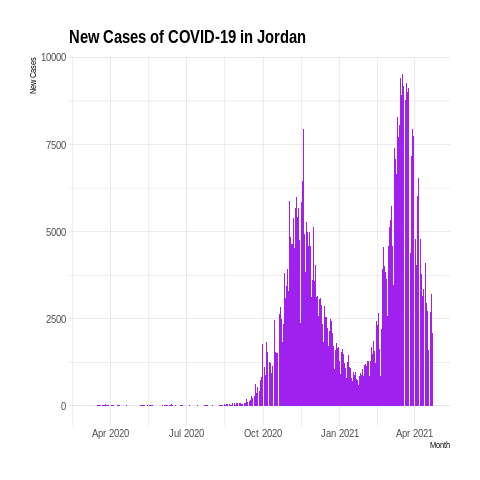 New Cases of COVID-19 in Jordan
New Cases
10000
7500
5000
2500
0
Apr 2020 Jul 2020 Oct 2020 Jan 2021 Apr 2021
Month